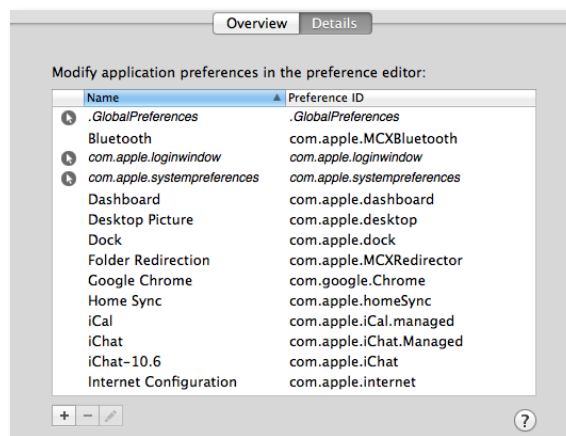 Overview Details
Modify application preferences in the preference editor:
Name Preference ID
.GlobalPreferences .GlobalPreferences
Bluetooth com.apple.MCXBluetooth
com.apple.loginwindow com.apple.loginwindow
com.apple.systempreferences com.apple.systempreferences
Dashboard com.apple.dashboard
Desktop Picture com.apple.desktop
Dock com.apple.dock
Folder Redirection com.apple.MCXRedirector
Google Chrome com.google.Chrome
Home Sync com.apple.homeSync
iCal com.apple.iCal.managed
iChat com.apple.iChat.Managed
iChat-10.6 com.apple.iChat
Internet Configuration com.apple.internet
+ − ?